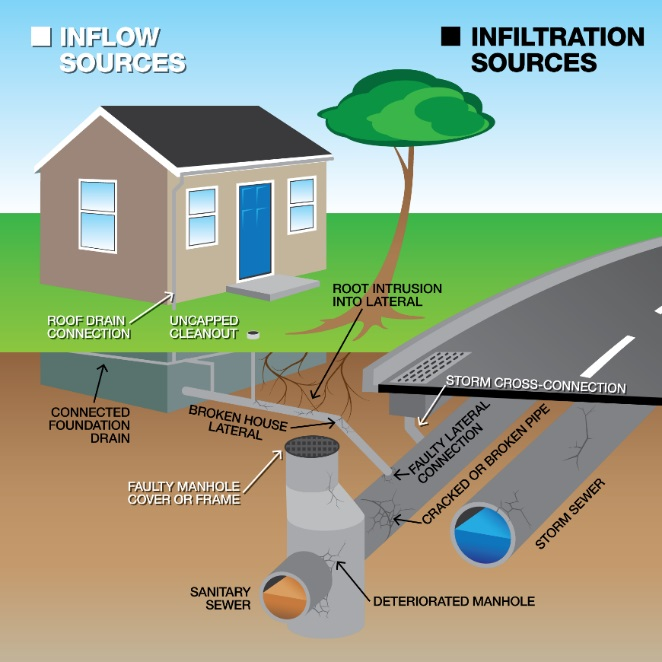 INFLOW
SOURCES
INFILTRATION
SOURCES
ROOT INTRUSION
INTO LATERAL
ROOF DRAIN
CONNECTION
UNCAPPED
CLEANOUT
STORM CROSS-CONNECTION
CONNECTED
FOUNDATION
DRAIN
BROKEN HOUSE
LATERAL
FAULTY LATERAL
CONNECTION
CRACKED OR BROKEN PIPE
FAULTY MANHOLE
COVER OR FRAME
STORM SEWER
SANITARY
SEWER
DETERIORATED MANHOLE